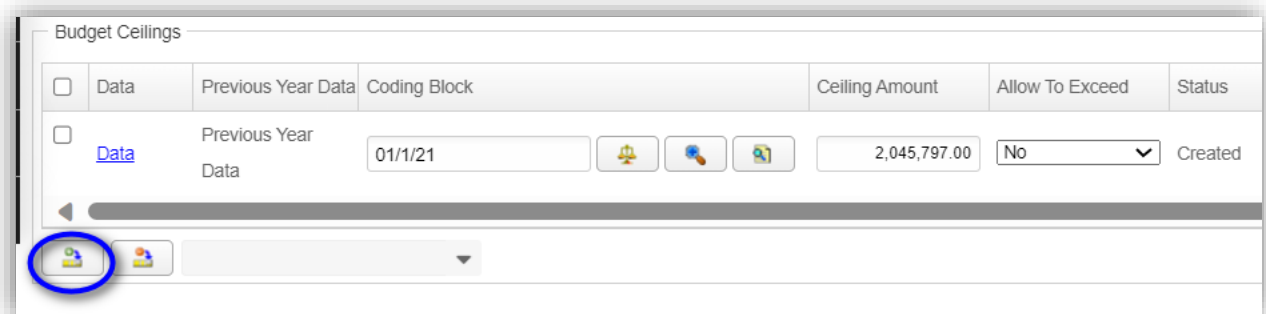 Budget Ceilings
Data Previous Year Data Coding Block Ceiling Amount Allow To Exceed Status
Data Previous Year Data 01/1/21 2,045,797.00 No Created